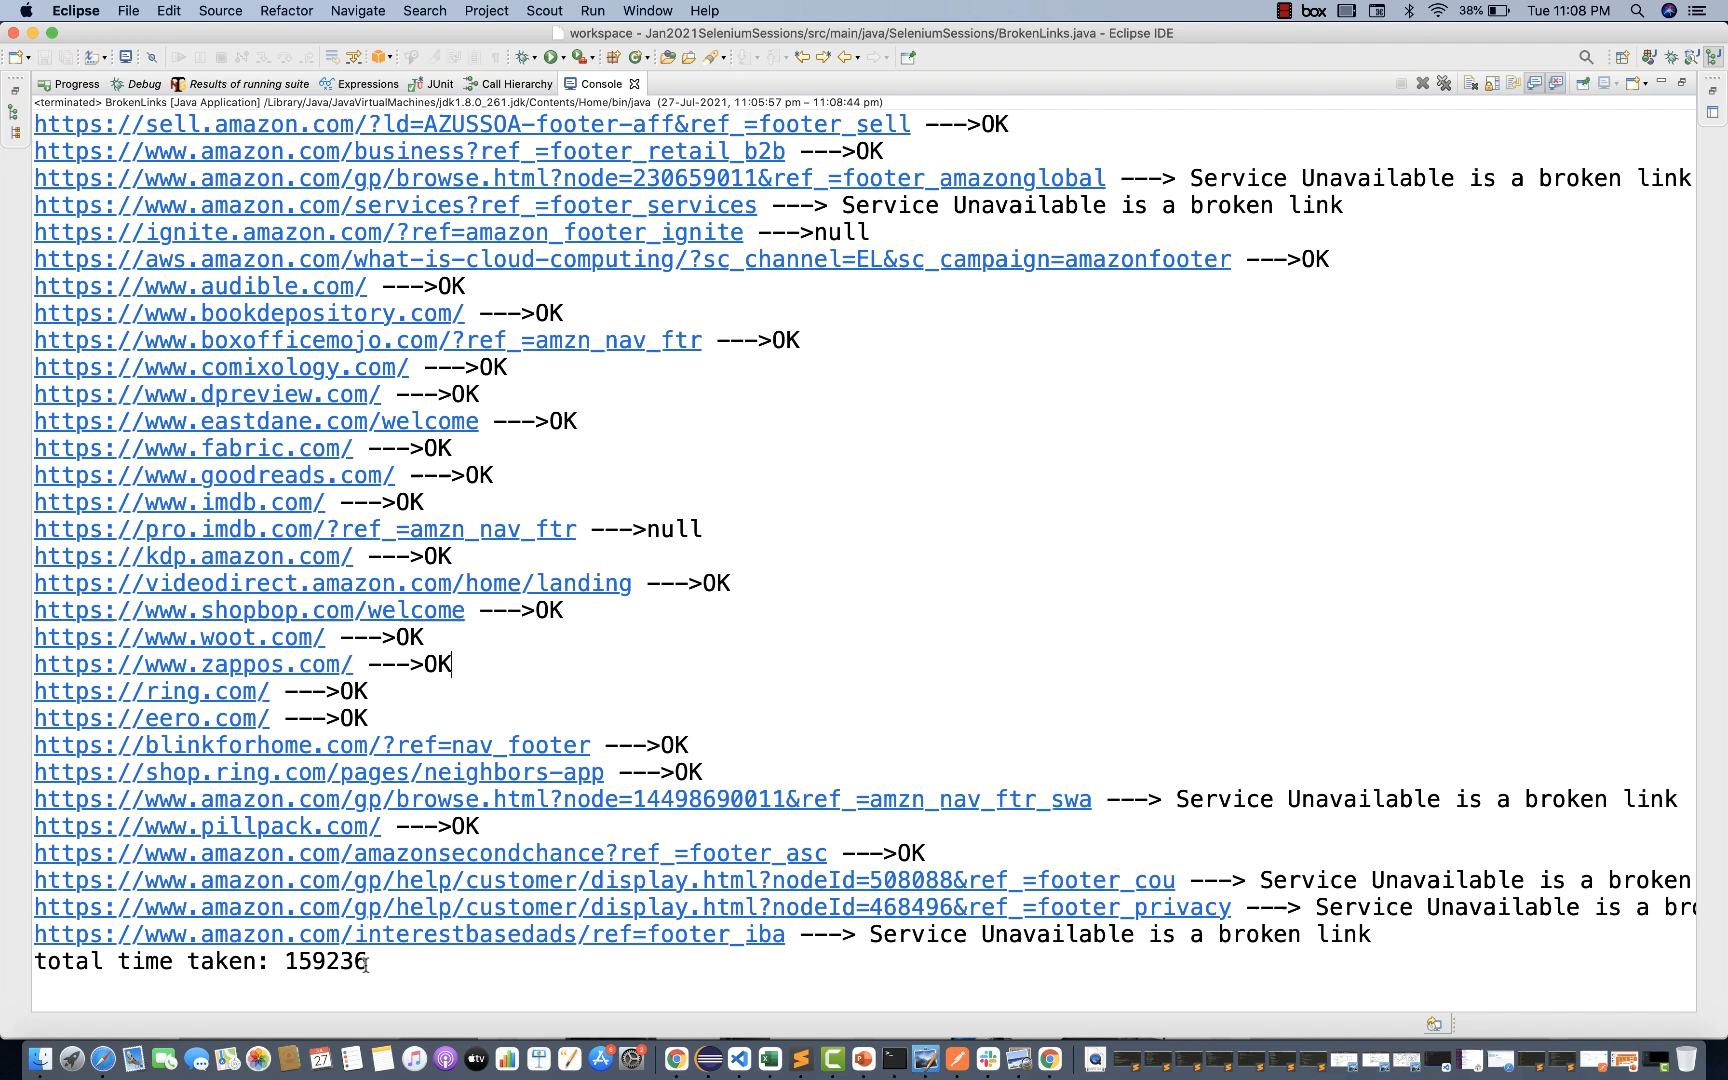 Eclipse File Edit Source Refactor Navigate Search Project Scout Run Window Help box 38% Tue 11:08 PM
workspace - Jan2021SeleniumSessions/src/main/java/SeleniumSessions/BrokenLinks.java - Eclipse IDE
Progress Debug Results of running suite Expressions JUnit Call Hierarchy Console
<terminated> BrokenLinks [Java Application] /Library/Java/JavaVirtualMachines/jdk1.8.0_261.jdk/Contents/Home/bin/java (27-Jul-2021, 11:05:57 pm – 11:08:44 pm)
https://sell.amazon.com/?ld=AZUSSOA-footer-aff&ref_=footer_sell --->OK
https://www.amazon.com/business?ref_=footer_retail_b2b --->OK
https://www.amazon.com/gp/browse.html?node=230659011&ref_=footer_amazonglobal ---> Service Unavailable is a broken link
https://www.amazon.com/services?ref_=footer_services ---> Service Unavailable is a broken link
https://ignite.amazon.com/?ref=amazon_footer_ignite --->null
https://aws.amazon.com/what-is-cloud-computing/?sc_channel=EL&sc_campaign=amazonfooter --->OK
https://www.audible.com/ --->OK
https://www.bookdepository.com/ --->OK
https://www.boxofficemojo.com/?ref_=amzn_nav_ftr --->OK
https://www.comixology.com/ --->OK
https://www.dpreview.com/ --->OK
https://www.eastdane.com/welcome --->OK
https://www.fabric.com/ --->OK
https://www.goodreads.com/ --->OK
https://www.imdb.com/ --->OK
https://pro.imdb.com/?ref_=amzn_nav_ftr --->null
https://kdp.amazon.com/ --->OK
https://videodirect.amazon.com/home/landing --->OK
https://www.shopbop.com/welcome --->OK
https://www.woot.com/ --->OK
https://www.zappos.com/ --->OK
https://ring.com/ --->OK
https://eero.com/ --->OK
https://blinkforhome.com/?ref=nav_footer --->OK
https://shop.ring.com/pages/neighbors-app --->OK
https://www.amazon.com/gp/browse.html?node=14498690011&ref_=amzn_nav_ftr_swa ---> Service Unavailable is a broken link
https://www.pillpack.com/ --->OK
https://www.amazon.com/amazonsecondchance?ref_=footer_asc --->OK
https://www.amazon.com/gp/help/customer/display.html?nodeId=508088&ref_=footer_cou ---> Service Unavailable is a broken
https://www.amazon.com/gp/help/customer/display.html?nodeId=468496&ref_=footer_privacy ---> Service Unavailable is a bro
https://www.amazon.com/interestbasedads/ref=footer_iba ---> Service Unavailable is a broken link
total time taken: 159236